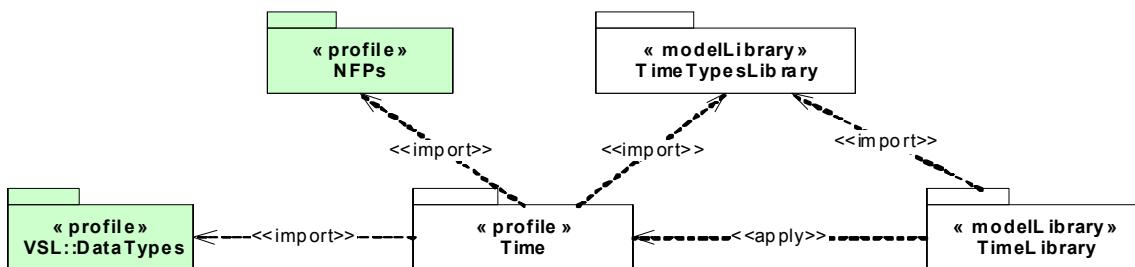 « profile »
NFPs
« modelLibrary »
TimeTypesLibrary
<<import>>
<<import>>
<<import>>
« profile »
VSL::DataTypes
<<import>>
« profile »
Time
<<apply>>
« modelLibrary »
TimeLibrary